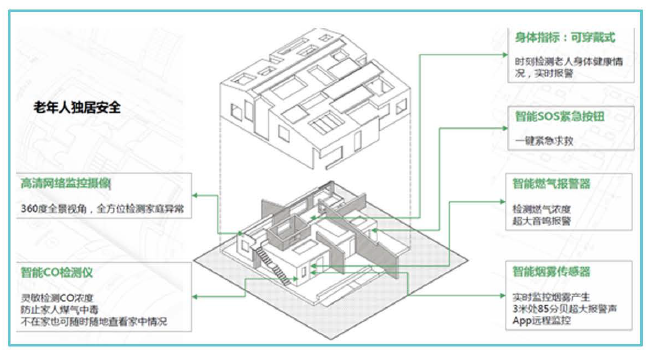 老年人独居安全
高清网络监控摄像
360度全景视角，全方位检测家庭异常
智能CO检测仪
灵敏检测CO浓度
防止家人煤气中毒
不在家也可随时随地查看家中情况
身体指标：可穿戴式
时刻检测老人身体健康情
况，实时报警
智能SOS紧急按钮
一键紧急求救
智能燃气报警器
检测燃气浓度
超大音鸣报警
智能烟雾传感器
实时监控烟雾产生
3米处85分贝超大报警声
App远程监控